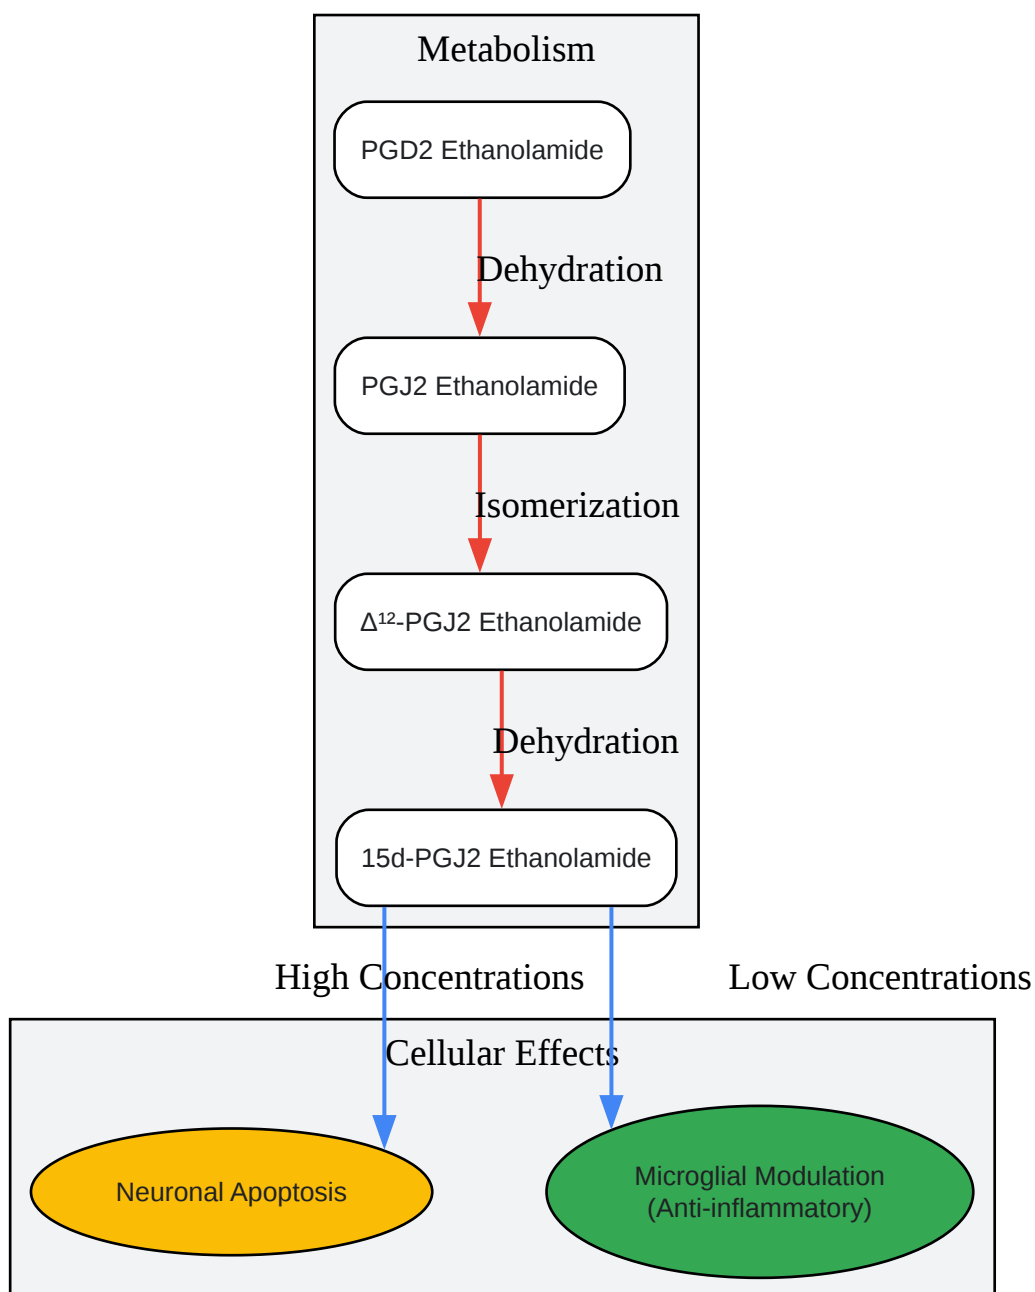 Metabolism
PGD2 Ethanolamide
Dehydration
PGJ2 Ethanolamide
Isomerization
Δ¹²-PGJ2 Ethanolamide
Dehydration
15d-PGJ2 Ethanolamide
High Concentrations
Low Concentrations
Cellular Effects
Neuronal Apoptosis
Microglial Modulation
(Anti-inflammatory)